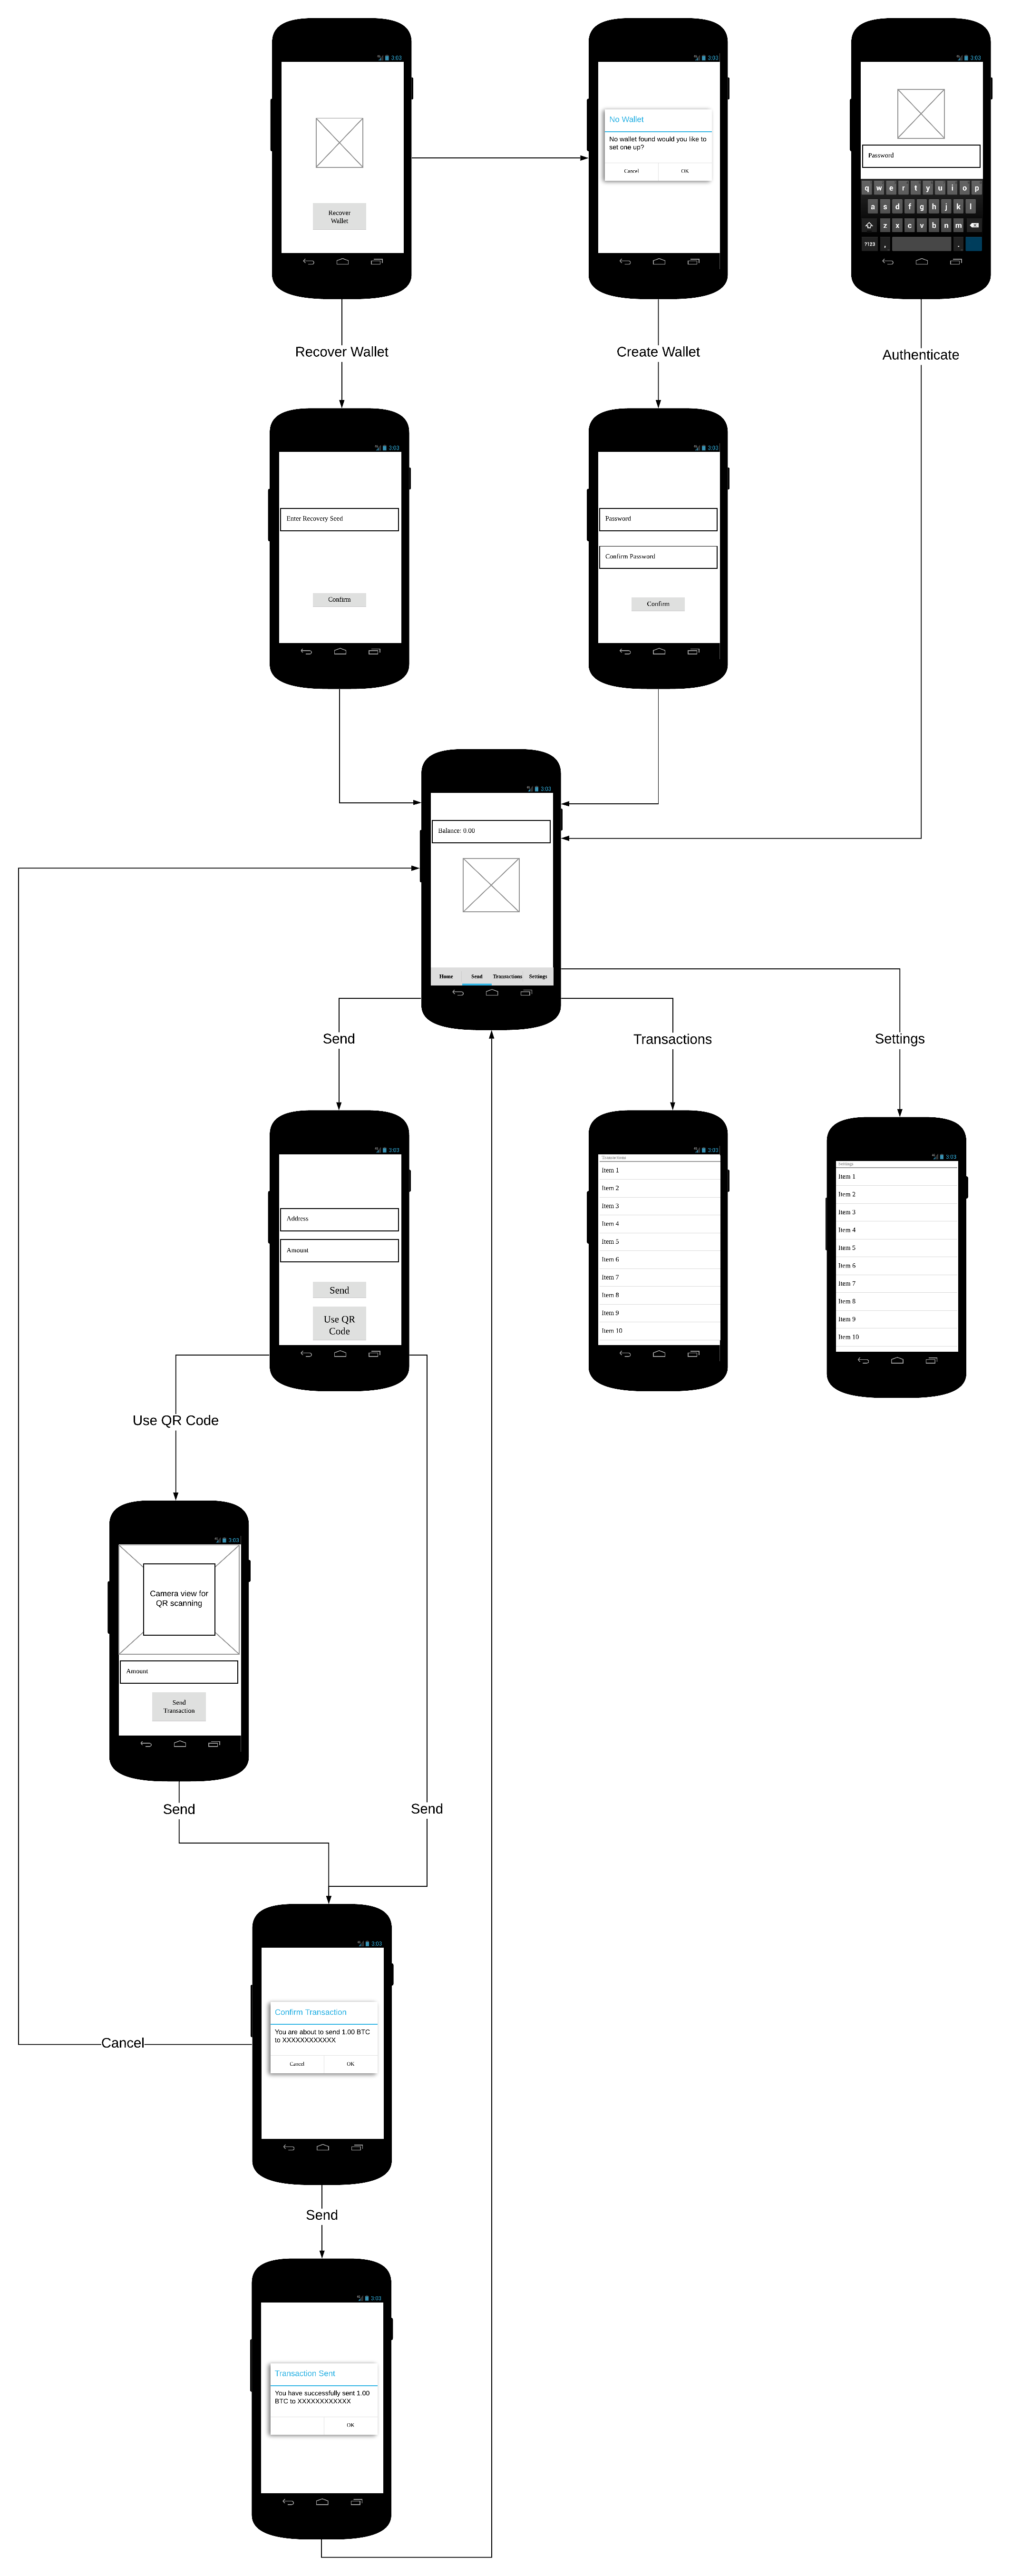 3:03
Recover
Wallet
3:03
No Wallet
No wallet found would you like to
set one up?
Cancel
OK
3:03
Password
q w e r t y u i o p
a s d f g h j k l
z x c v b n m
?123 , .
Recover Wallet
Create Wallet
Authenticate
3:03
Enter Recovery Seed
Confirm
3:03
Password
Confirm Password
Confirm
3:03
Balance: 0.00
Home Send Transactions Settings
Send
Transactions
Settings
3:03
Address
Amount
Send
Use QR
Code
3:03
Transactions
Item 1
Item 2
Item 3
Item 4
Item 5
Item 6
Item 7
Item 8
Item 9
Item 10
3:03
Settings
Item 1
Item 2
Item 3
Item 4
Item 5
Item 6
Item 7
Item 8
Item 9
Item 10
Use QR Code
3:03
Camera view for
QR scanning
Amount
Send
Transaction
Send
Send
3:03
Confirm Transaction
You are about to send 1.00 BTC
to XXXXXXXXXXXX
Cancel
OK
Cancel
Send
3:03
Transaction Sent
You have successfully sent 1.00
BTC to XXXXXXXXXXXX
OK